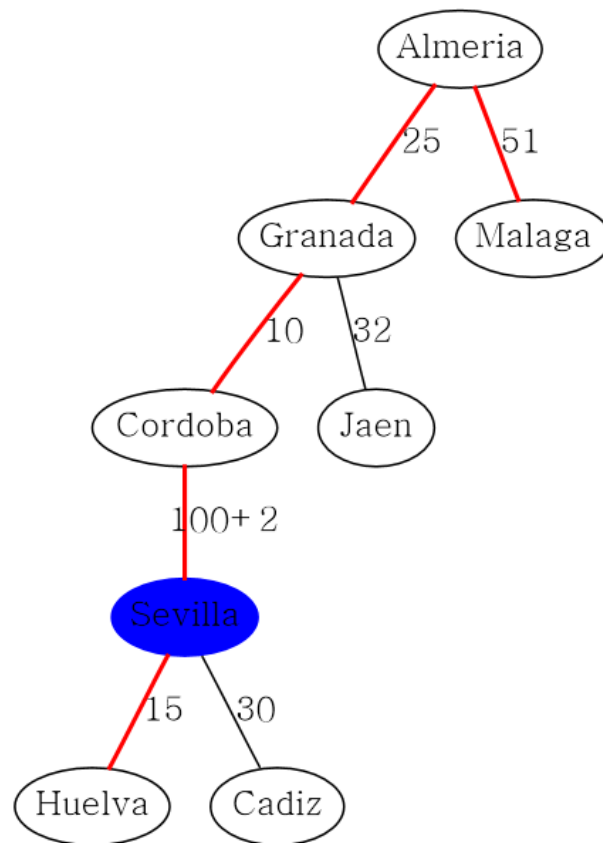 Almeria
25
51
Granada
Malaga
10
32
Cordoba
Jaen
100+ 2
Sevilla
15
30
Huelva
Cadiz